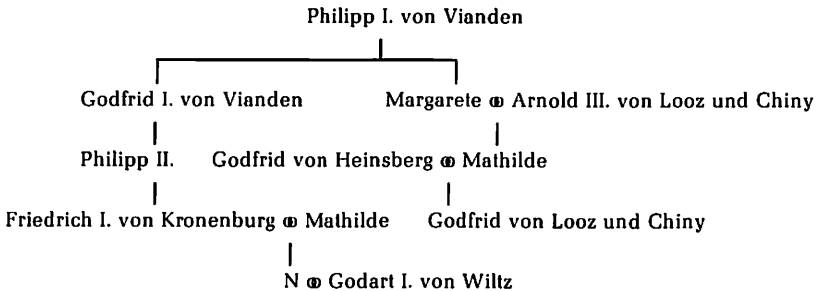 Philipp I. von Vianden
Godfrid I. von Vianden Margarete ⚭ Arnold III. von Looz und Chiny
Philipp II. Godfrid von Heinsberg ⚭ Mathilde
Friedrich I. von Kronenburg ⚭ Mathilde Godfrid von Looz und Chiny
N ⚭ Godart I. von Wiltz